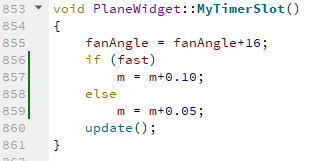 853 void PlaneWidget::MyTimerSlot()
854 {
855     fanAngle = fanAngle+16;
856     if (fast)
857         m = m+0.10;
858     else
859         m = m+0.05;
860     update();
861 }